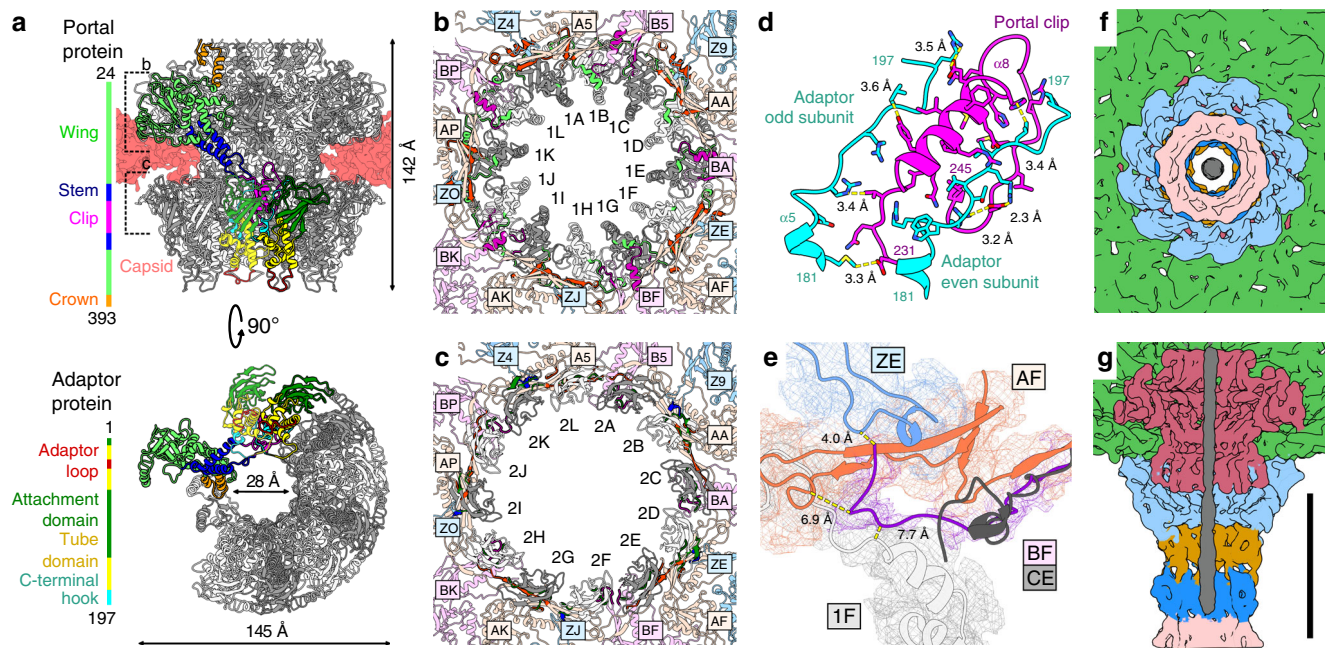 a
Portal
protein
24
Wing
Stem
Clip
Capsid
Crown
393
b
c
142 Å
90°
Adaptor
protein
1
Adaptor
loop
Attachment
domain
Tube
domain
C-terminal
hook
197
28 Å
145 Å
b
Z4
A5
B5
Z9
BP
AA
AP
BA
ZO
ZE
BK
AK
ZJ
BF
AF
1A
1B
1C
1D
1E
1F
1G
1H
1I
1J
1K
1L
c
Z4
A5
B5
Z9
BP
AA
AP
BA
ZO
ZE
BK
AK
ZJ
BF
AF
2A
2B
2C
2D
2E
2F
2G
2H
2I
2J
2K
2L
d
Portal clip
3.5 Å
α8
197
197
3.6 Å
Adaptor
odd subunit
3.4 Å
245
3.4 Å
2.3 Å
α5
3.2 Å
231
181
3.3 Å
181
Adaptor
even subunit
e
ZE
AF
4.0 Å
6.9 Å
7.7 Å
BF
CE
1F
f
g